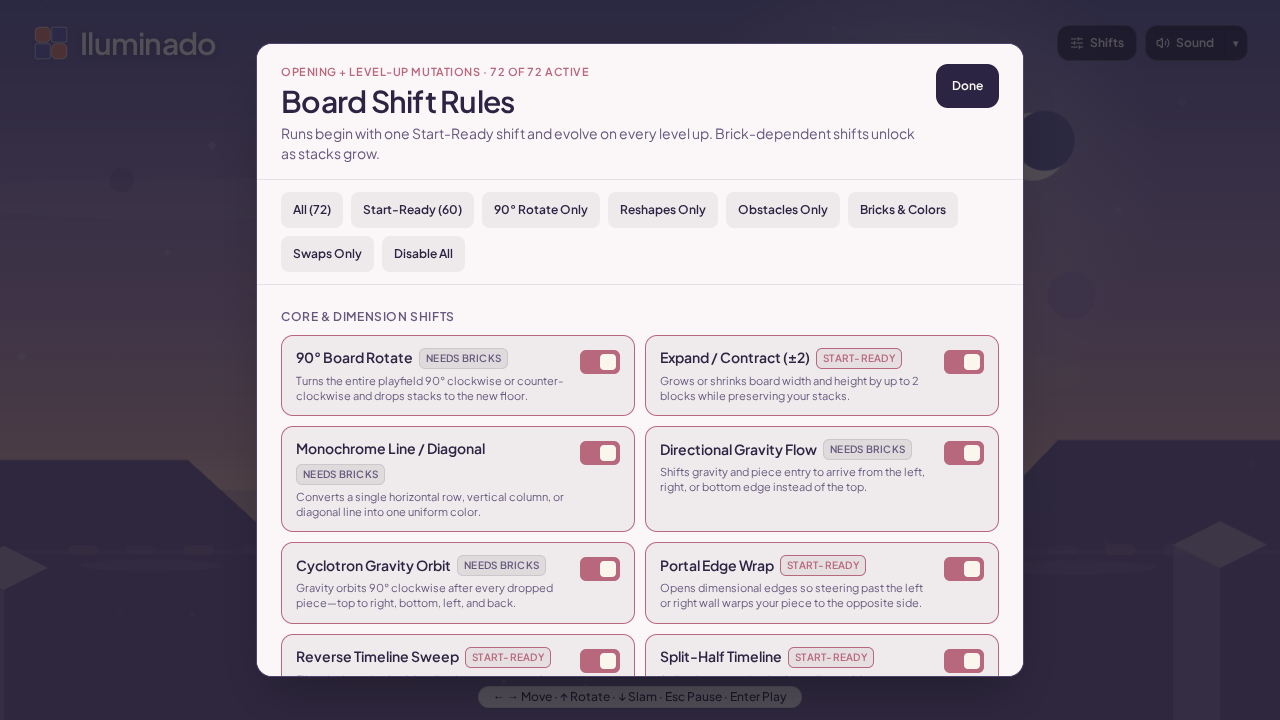 Iluminado
Shifts
Sound
OPENING + LEVEL-UP MUTATIONS · 72 OF 72 ACTIVE
Board Shift Rules
Runs begin with one Start-Ready shift and evolve on every level up. Brick-dependent shifts unlock
as stacks grow.
Done
All (72)
Start-Ready (60)
90° Rotate Only
Reshapes Only
Obstacles Only
Bricks & Colors
Swaps Only
Disable All
CORE & DIMENSION SHIFTS
90° Board Rotate NEEDS BRICKS
Turns the entire playfield 90° clockwise or counter-
clockwise and drops stacks to the new floor.
Expand / Contract (±2) START-READY
Grows or shrinks board width and height by up to 2
blocks while preserving your stacks.
Monochrome Line / Diagonal
NEEDS BRICKS
Converts a single horizontal row, vertical column, or
diagonal line into one uniform color.
Directional Gravity Flow NEEDS BRICKS
Shifts gravity and piece entry to arrive from the left,
right, or bottom edge instead of the top.
Cyclotron Gravity Orbit NEEDS BRICKS
Gravity orbits 90° clockwise after every dropped
piece—top to right, bottom, left, and back.
Portal Edge Wrap START-READY
Opens dimensional edges so steering past the left
or right wall warps your piece to the opposite side.
Reverse Timeline Sweep START-READY
Split-Half Timeline START-READY
← → Move · ↑ Rotate · ↓ Slam · Esc Pause · Enter Play